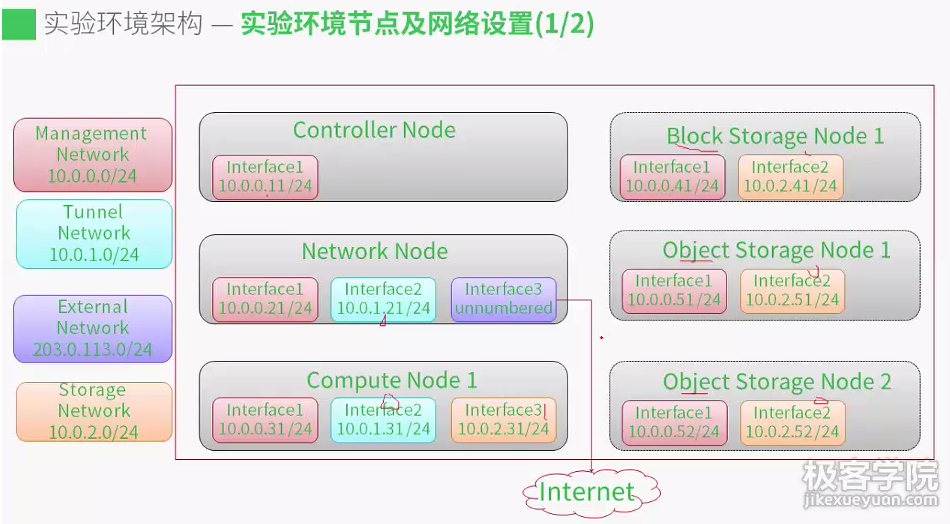 实验环境架构 — 实验环境节点及网络设置(1/2)
Management
Network
10.0.0.0/24
Tunnel
Network
10.0.1.0/24
External
Network
203.0.113.0/24
Storage
Network
10.0.2.0/24
Controller Node
Interface1
10.0.0.11/24
Network Node
Interface1
10.0.0.21/24
Interface2
10.0.1.21/24
Interface3
unnumbered
Compute Node 1
Interface1
10.0.0.31/24
Interface2
10.0.1.31/24
Interface3
10.0.2.31/24
Block Storage Node 1
Interface1
10.0.0.41/24
Interface2
10.0.2.41/24
Object Storage Node 1
Interface1
10.0.0.51/24
Interface2
10.0.2.51/24
Object Storage Node 2
Interface1
10.0.0.52/24
Interface2
10.0.2.52/24
Internet
极客学院
jikexueyuan.com